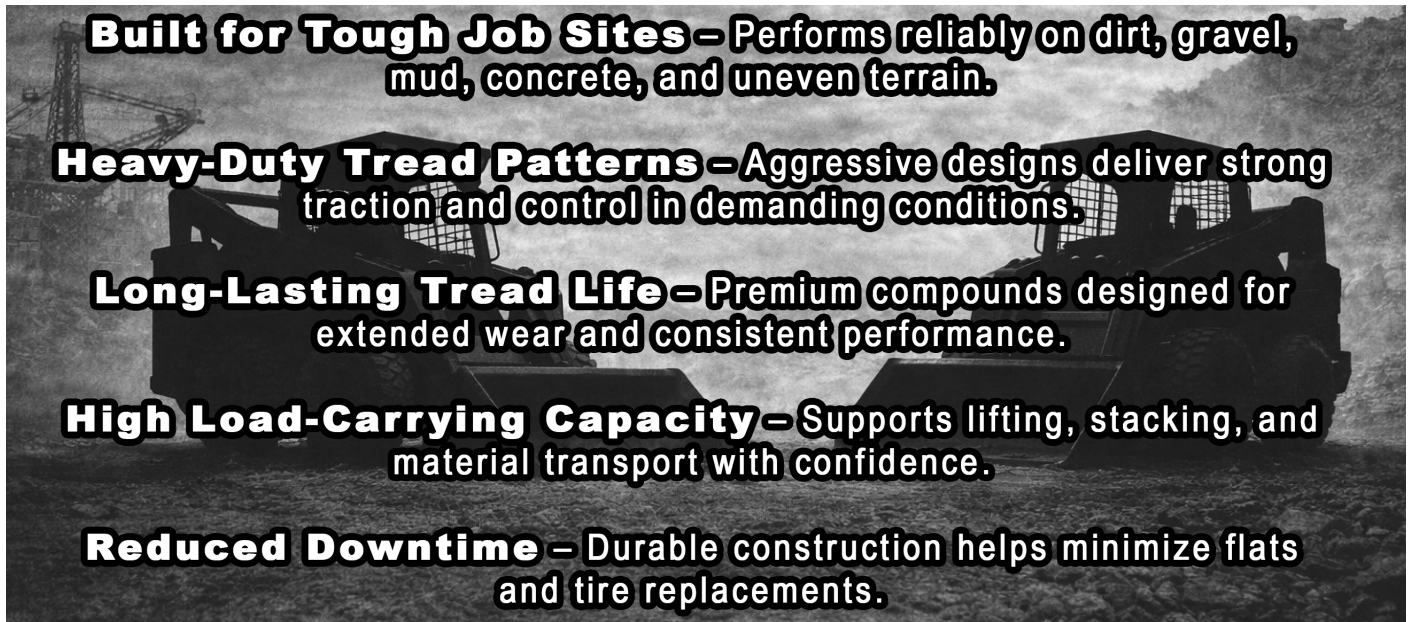 Built for Tough Job Sites – Performs reliably on dirt, gravel,
mud, concrete, and uneven terrain.
Heavy-Duty Tread Patterns – Aggressive designs deliver strong
traction and control in demanding conditions.
Long-Lasting Tread Life – Premium compounds designed for
extended wear and consistent performance.
High Load-Carrying Capacity – Supports lifting, stacking, and
material transport with confidence.
Reduced Downtime – Durable construction helps minimize flats
and tire replacements.